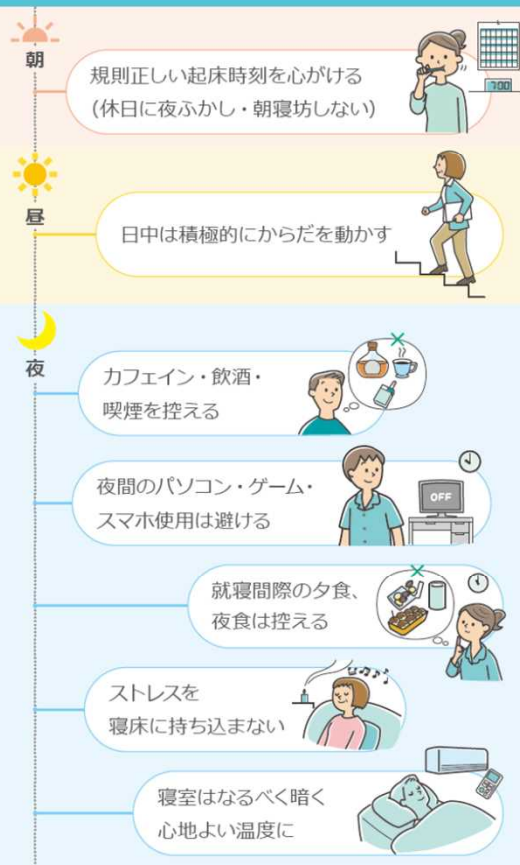 朝
規則正しい起床時刻を心がける
(休日に夜ふかし・朝寝坊しない)
7:00
昼
日中は積極的にからだを動かす
夜
カフェイン・飲酒・
喫煙を控える
夜間のパソコン・ゲーム・
スマホ使用は避ける
OFF
就寝間際の夕食、
夜食は控える
ストレスを
寝床に持ち込まない
寝室はなるべく暗く
心地よい温度に